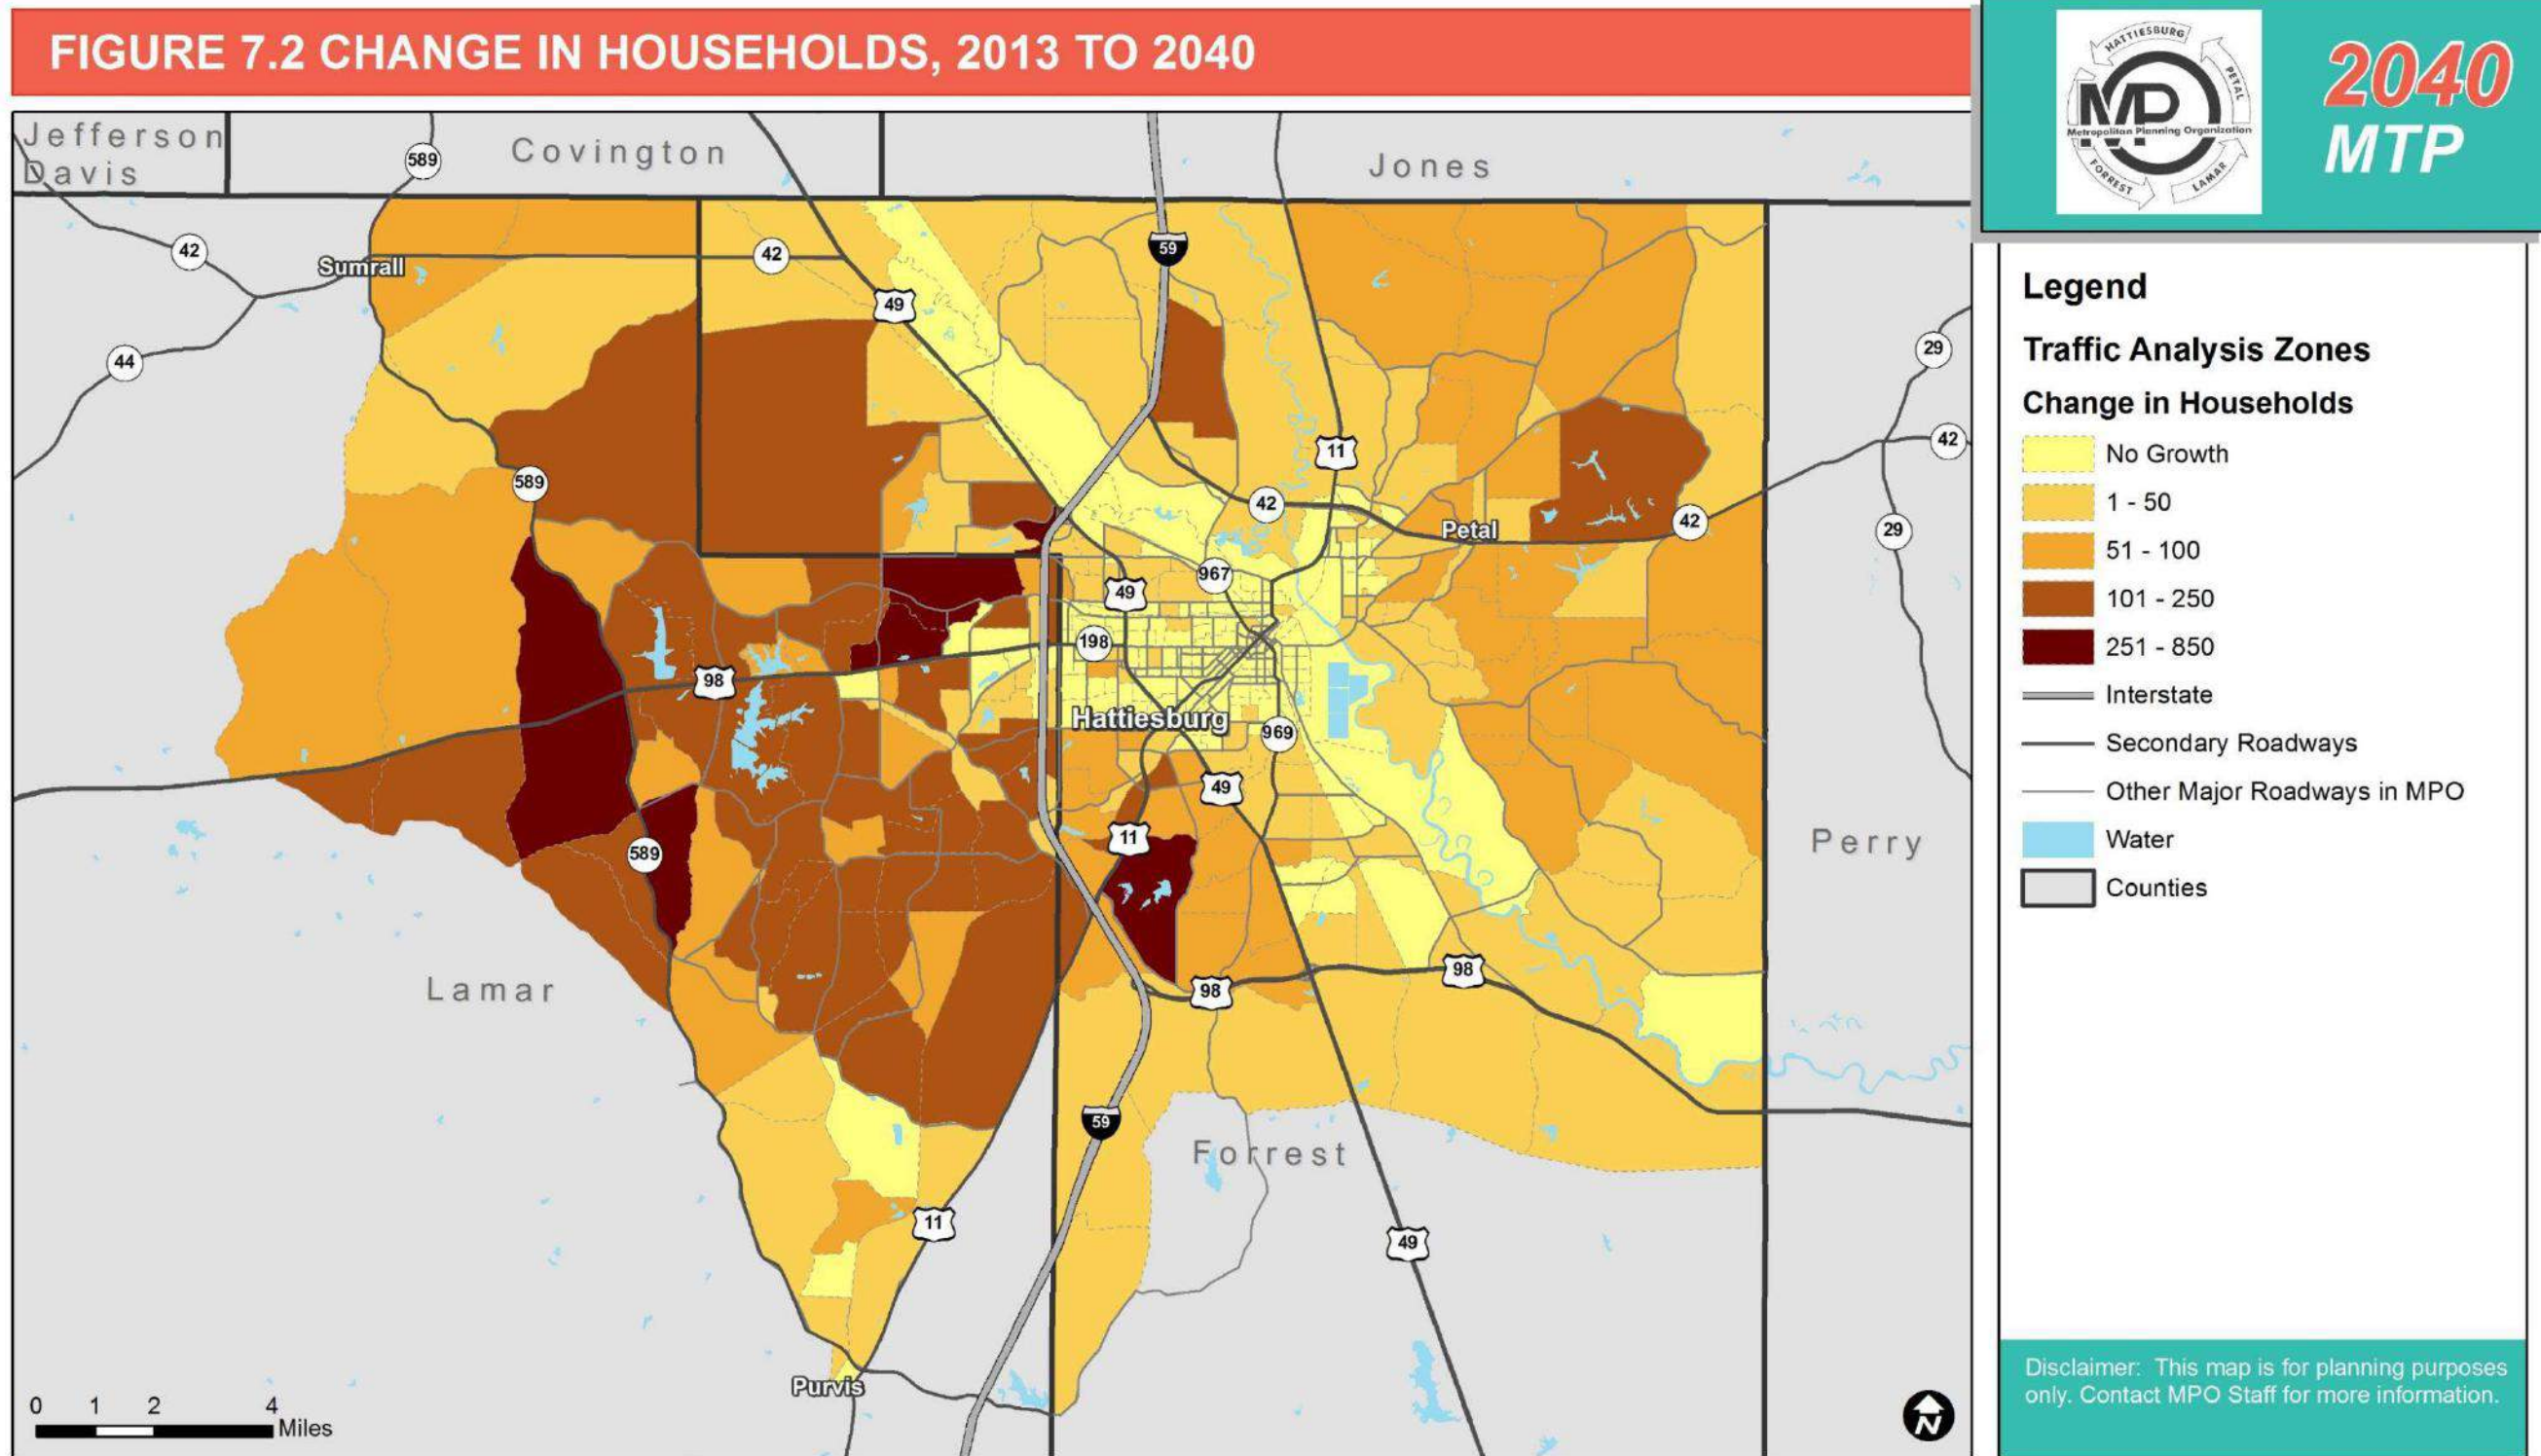 FIGURE 7.2 CHANGE IN HOUSEHOLDS, 2013 TO 2040
HATTIESBURG
PETAL
MPO
Metropolitan Planning Organization
FORREST
LAMAR
2040
MTP
Jefferson
Davis
589
Covington
Jones
42
Sumrall
42
59
49
44
29
11
42
589
42
Petal
42
29
967
49
198
98
Hattiesburg
969
49
11
589
Perry
98
98
Lamar
59
Forrest
11
49
Purvis
0 1 2 4
Miles
N
Legend
Traffic Analysis Zones
Change in Households
No Growth
1 - 50
51 - 100
101 - 250
251 - 850
Interstate
Secondary Roadways
Other Major Roadways in MPO
Water
Counties
Disclaimer: This map is for planning purposes
only. Contact MPO Staff for more information.